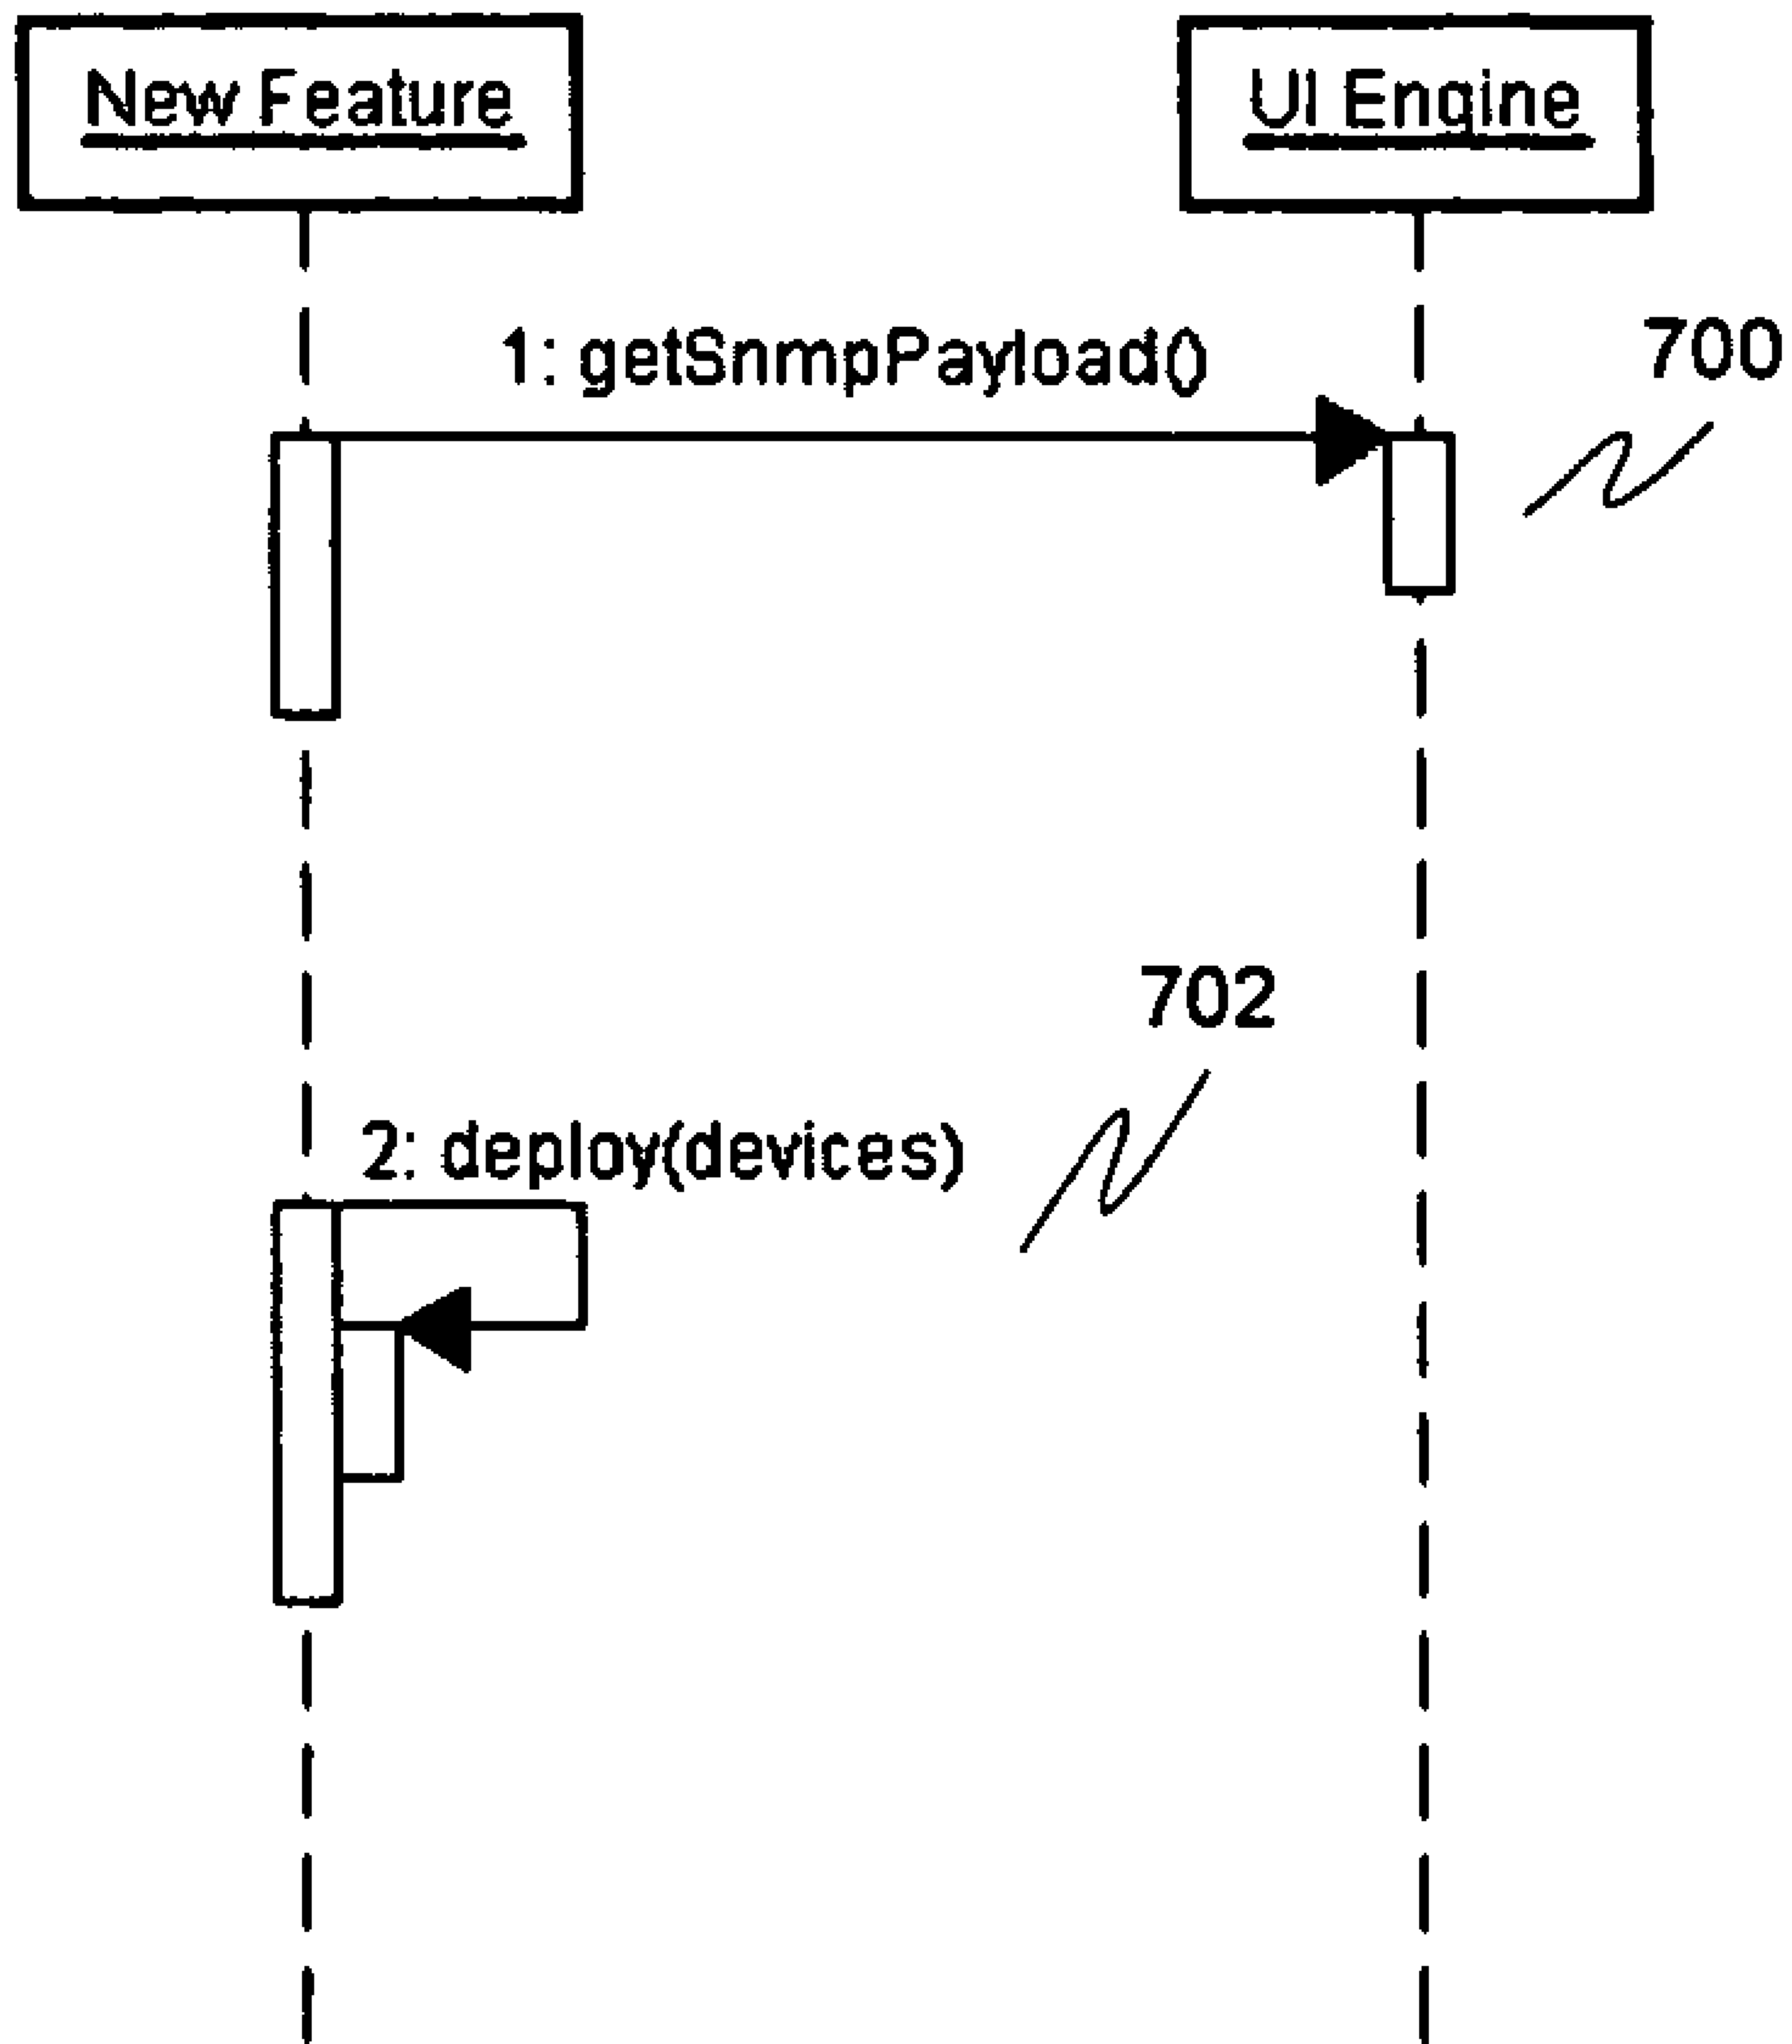 New Feature
UI Engine
1: getSnmpPayload()
700
702
2: deploy(devices)